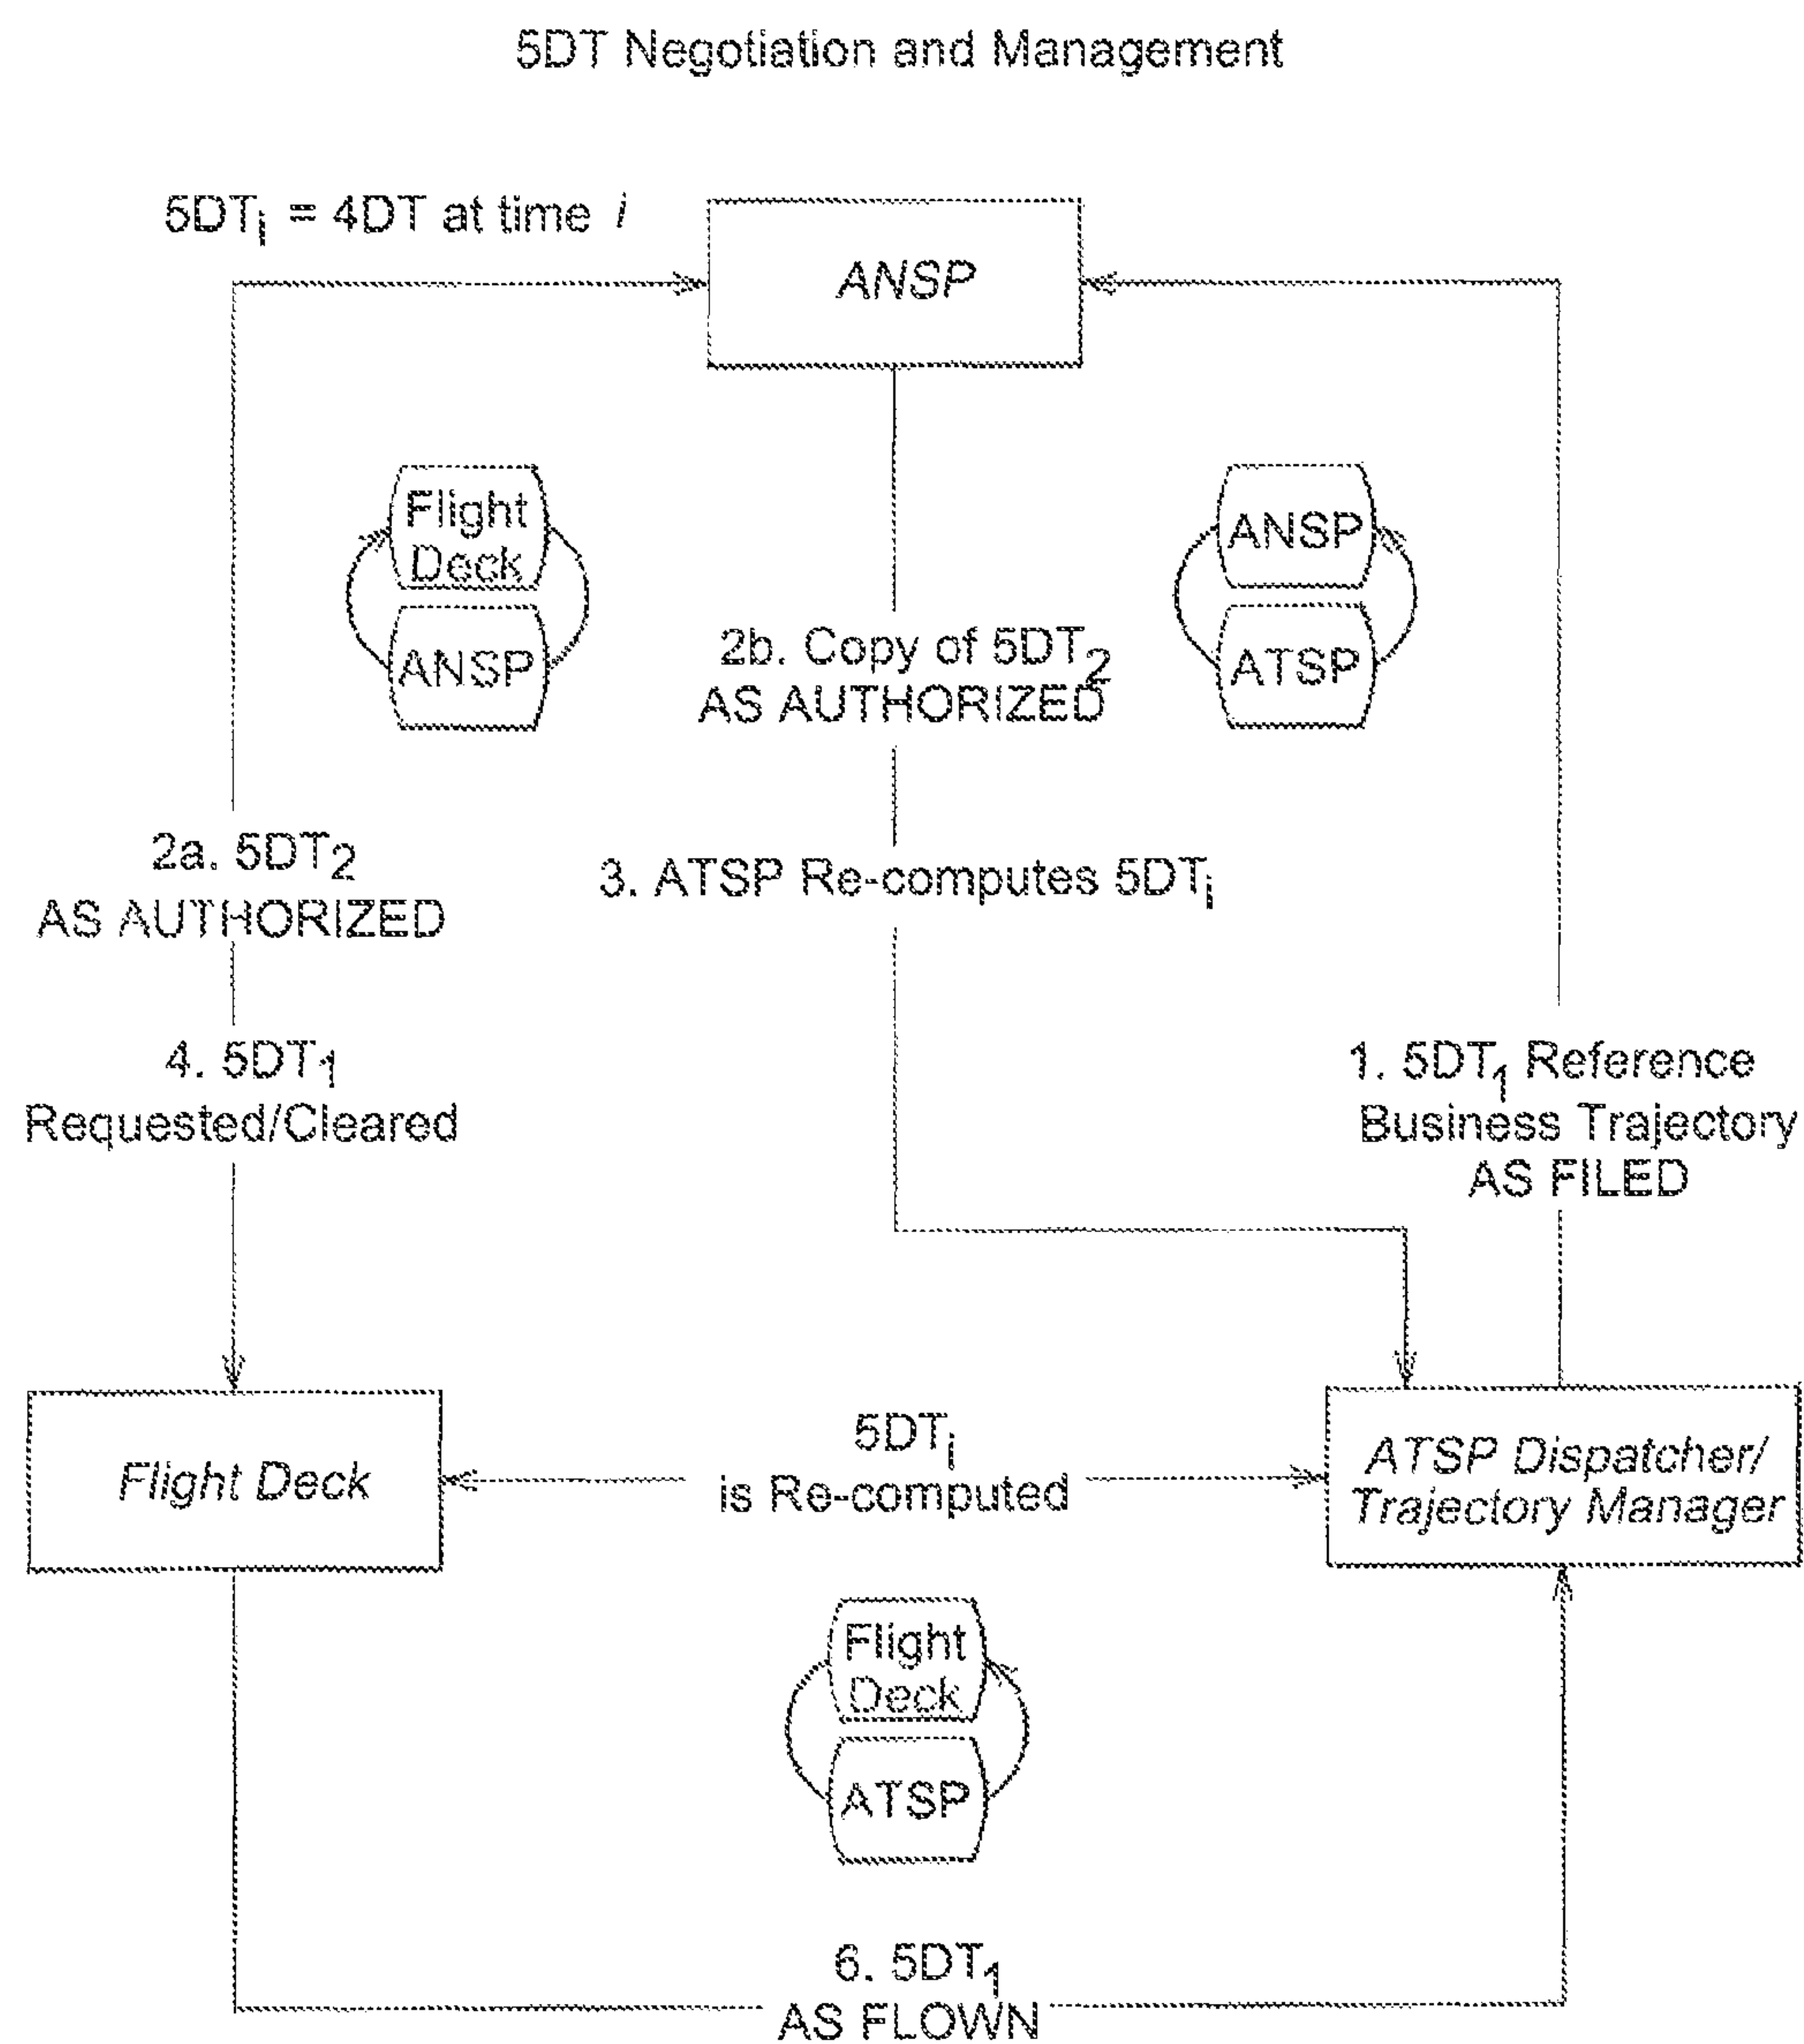 5DT Negotiation and Management
5DTi = 4DT at time i
ANSP
Flight
Deck
ANSP
ANSP
ATSP
2b. Copy of 5DT2
AS AUTHORIZED
2a. 5DT2
AS AUTHORIZED
3. ATSP Re-computes 5DTi
4. 5DT1
Requested/Cleared
1. 5DT1 Reference
Business Trajectory
AS FILED
Flight Deck
5DTi
is Re-computed
ATSP Dispatcher/
Trajectory Manager
Flight
Deck
ATSP
6. 5DT1
AS FLOWN